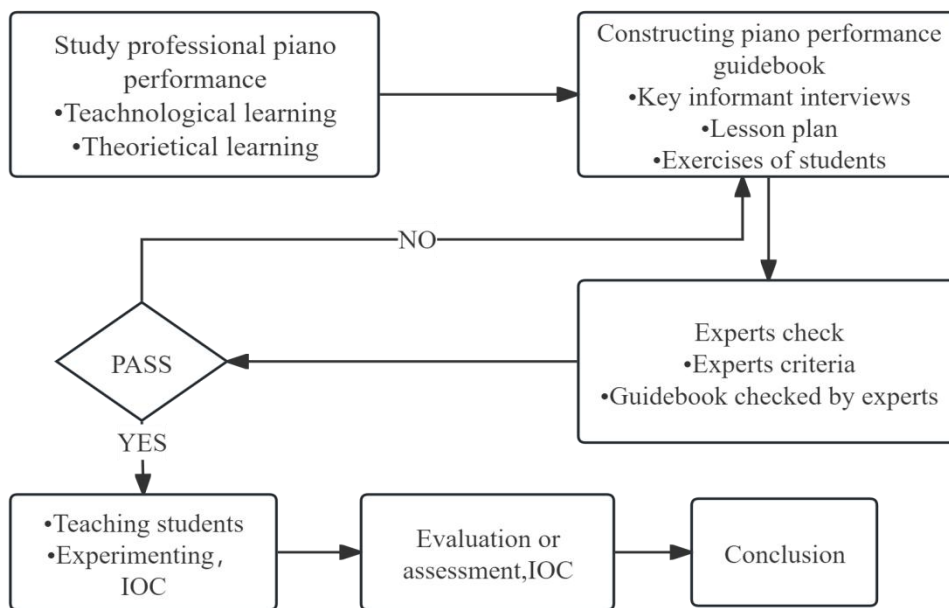 Study professional piano
performance
•Teachnological learning
•Theorietical learning
Constructing piano performance
guidebook
•Key informant interviews
•Lesson plan
•Exercises of students
NO
Experts check
•Experts criteria
•Guidebook checked by experts
PASS
YES
•Teaching students
•Experimenting,
IOC
Evaluation or
assessment,IOC
Conclusion